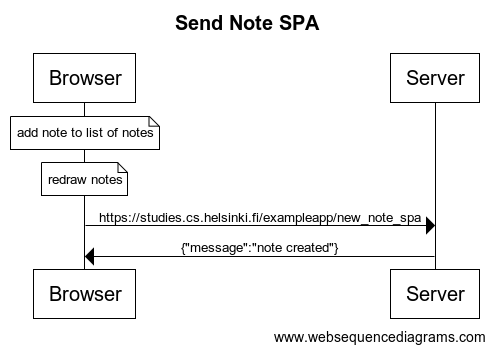 Send Note SPA
Browser
Server
add note to list of notes
redraw notes
https://studies.cs.helsinki.fi/exampleapp/new_note_spa
{"message":"note created"}
Browser
Server
www.websequencediagrams.com